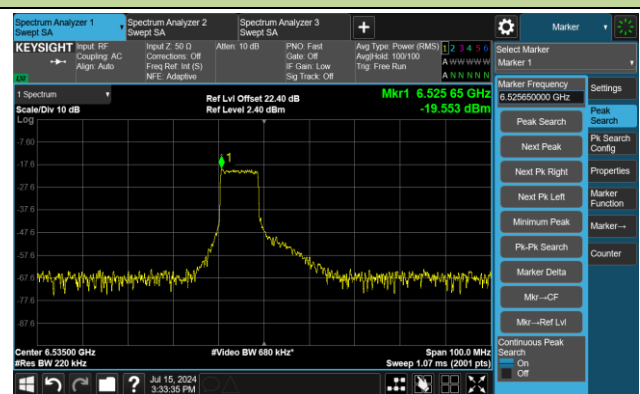 Spectrum Analyzer 1
Swept SA
Spectrum Analyzer 2
Swept SA
Spectrum Analyzer 3
Swept SA
Marker
KEYSIGHT
Input: RF
Coupling: AC
Align: Auto
Input Z: 50 Ω
Corrections: Off
Freq Ref: Int (S)
NFE: Adaptive
Atten: 10 dB
PNO: Fast
Gate: Off
IF Gain: Low
Sig Track: Off
Avg Type: Power (RMS)
Avg|Hold: 100/100
Trig: Free Run
1 2 3 4 5 6
A W W W W W
A N N N N N
LXI
Select Marker
Marker 1
1 Spectrum
Scale/Div 10 dB
Log
Ref Lvl Offset 22.40 dB
Ref Level 2.40 dBm
Mkr1 6.525 65 GHz
-19.553 dBm
1
-7.60
-17.6
-27.6
-37.6
-47.6
-57.6
-67.6
-77.6
-87.6
Center 6.53500 GHz
#Res BW 220 kHz
#Video BW 680 kHz*
Span 100.0 MHz
Sweep 1.07 ms (2001 pts)
Marker Frequency
6.525650000 GHz
Peak Search
Next Peak
Next Pk Right
Next Pk Left
Minimum Peak
Pk-Pk Search
Marker Delta
Mkr→CF
Mkr→Ref Lvl
Continuous Peak
Search
On
Off
Settings
Peak
Search
Pk Search
Config
Properties
Marker
Function
Marker→
Counter
Jul 15, 2024
3:33:35 PM